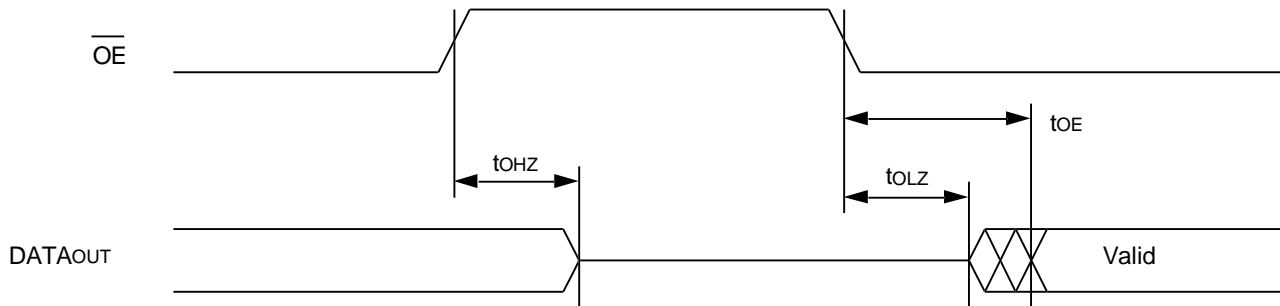 OE
tOE
tOHZ
tOLZ
DATAOUT
Valid